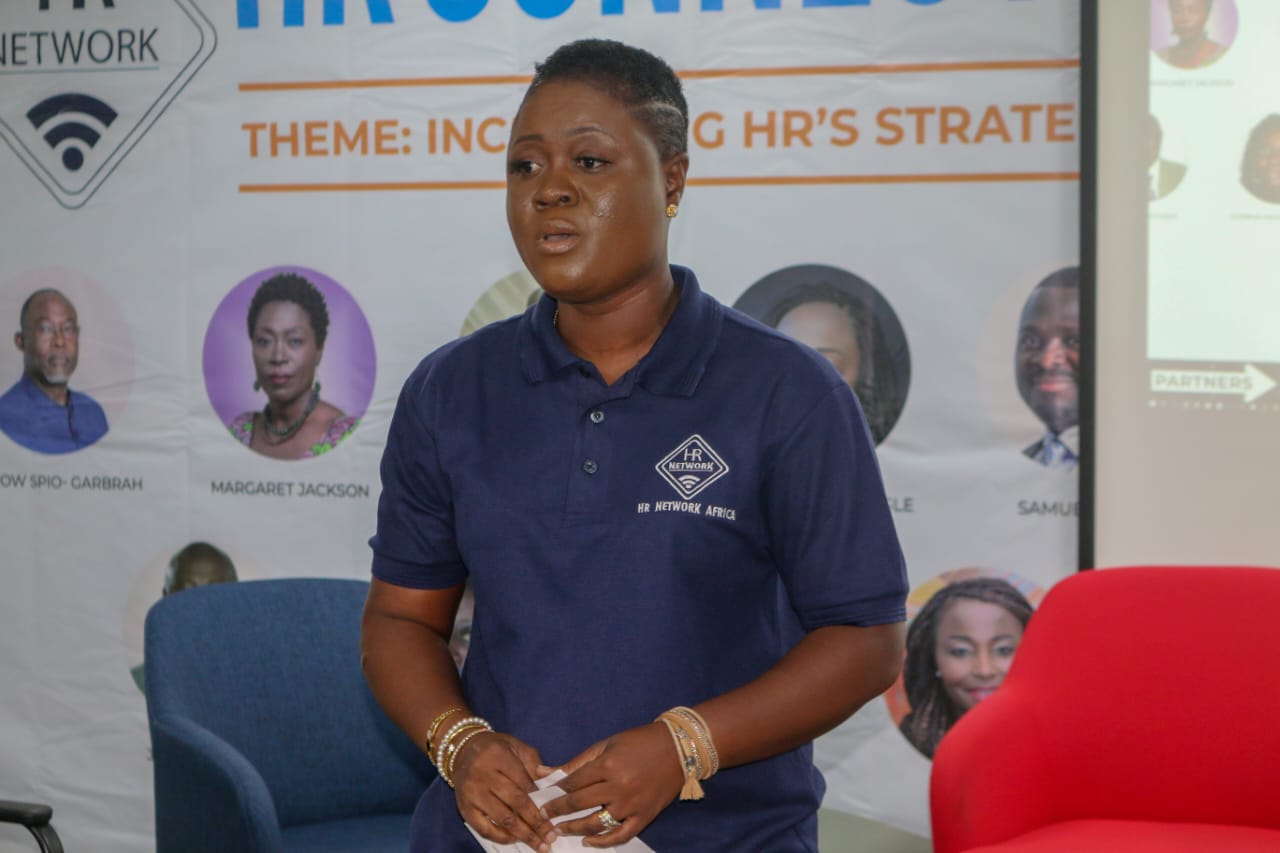 HR
NETWORK
HR CONNECT
THEME: INC G HR'S STRATE
OW SPIO- GARBRAH
MARGARET JACKSON
LE
SAMUE
HR
NETWORK
HR NETWORK AFRICA
PARTNERS